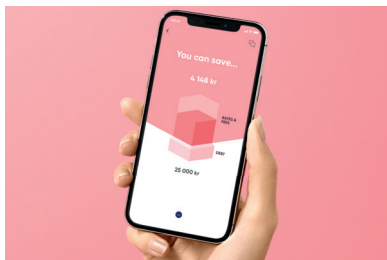 You can save...
4 148 kr
RATES &
FEES
DEBT
25 000 kr